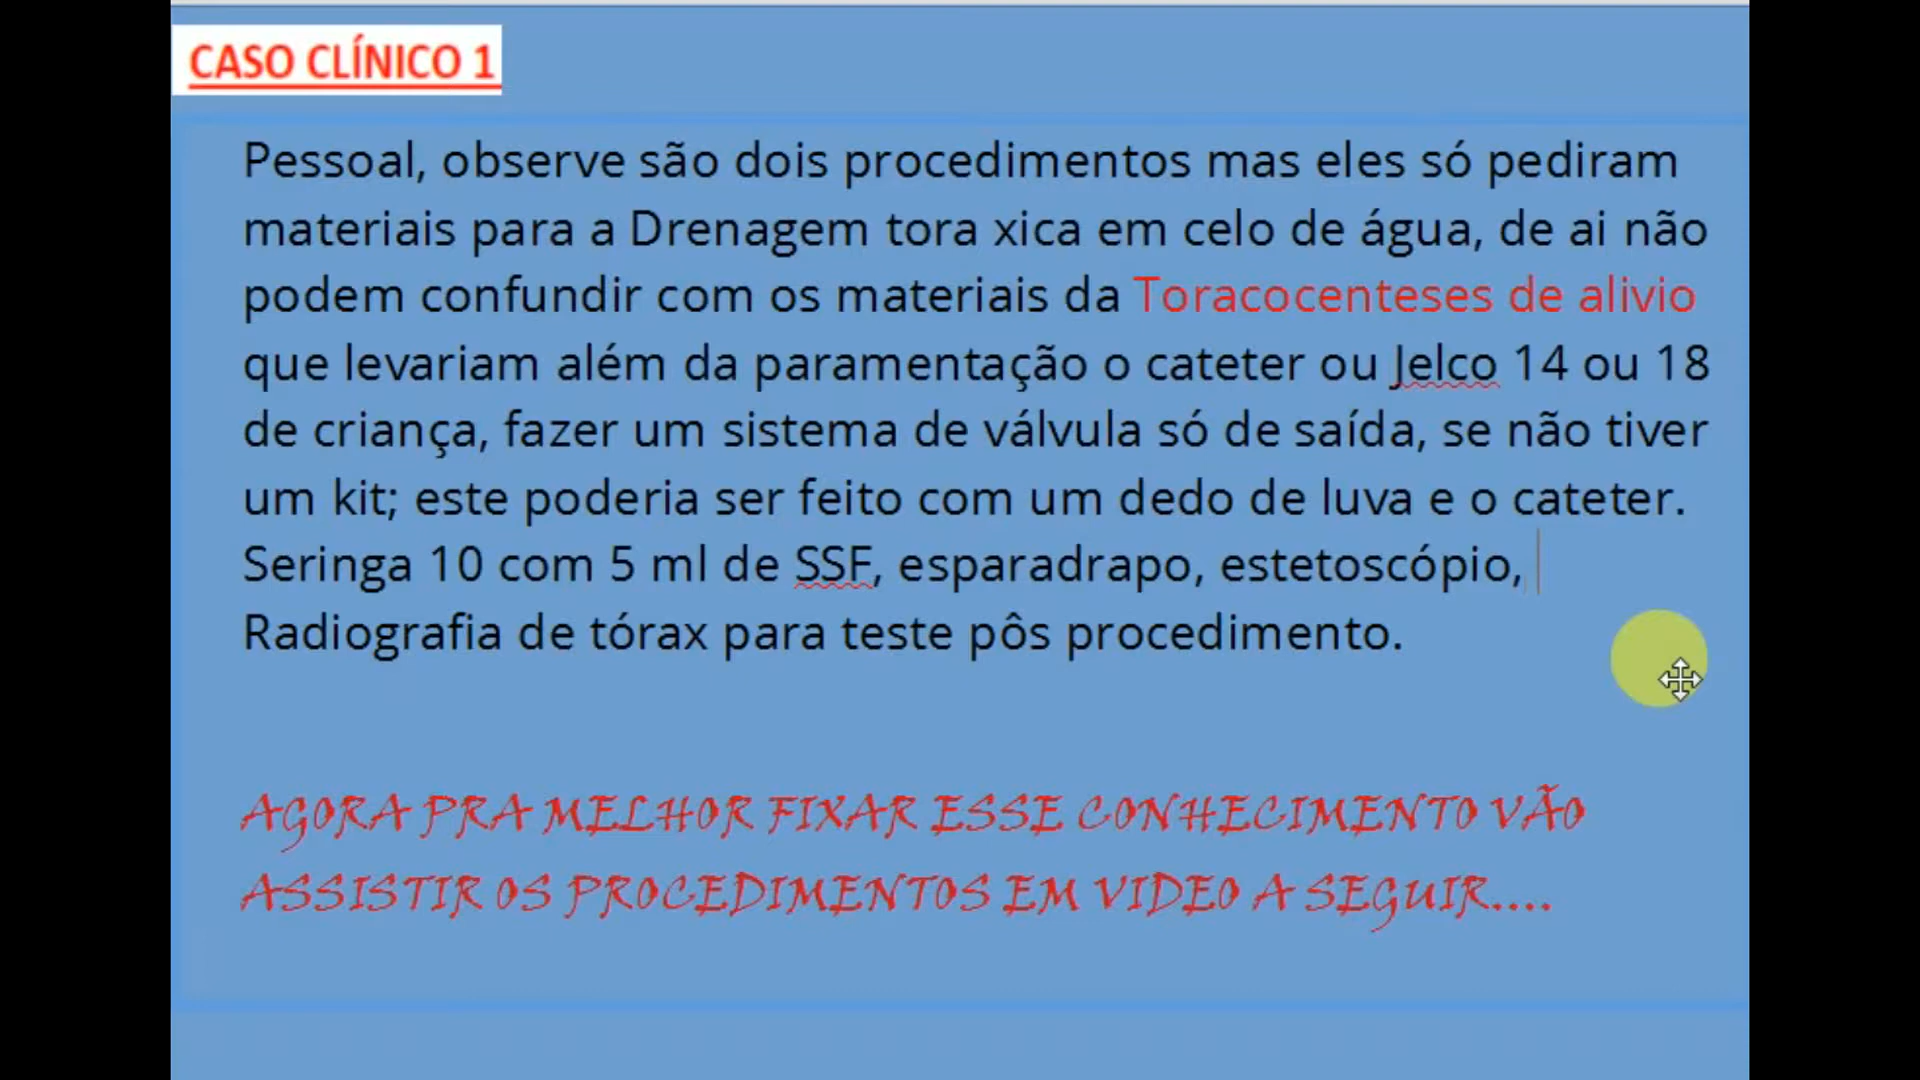 CASO CLÍNICO 1
Pessoal, observe são dois procedimentos mas eles só pediram
materiais para a Drenagem tora xica em celo de água, de ai não
podem confundir com os materiais da Toracocenteses de alivio
que levariam além da paramentação o cateter ou Jelco 14 ou 18
de criança, fazer um sistema de válvula só de saída, se não tiver
um kit; este poderia ser feito com um dedo de luva e o cateter.
Seringa 10 com 5 ml de SSF, esparadrapo, estetoscópio,
Radiografia de tórax para teste pôs procedimento.
AGORA PRA MELHOR FIXAR ESSE CONHECIMENTO VÃO
ASSISTIR OS PROCEDIMENTOS EM VIDEO A SEGUIR....